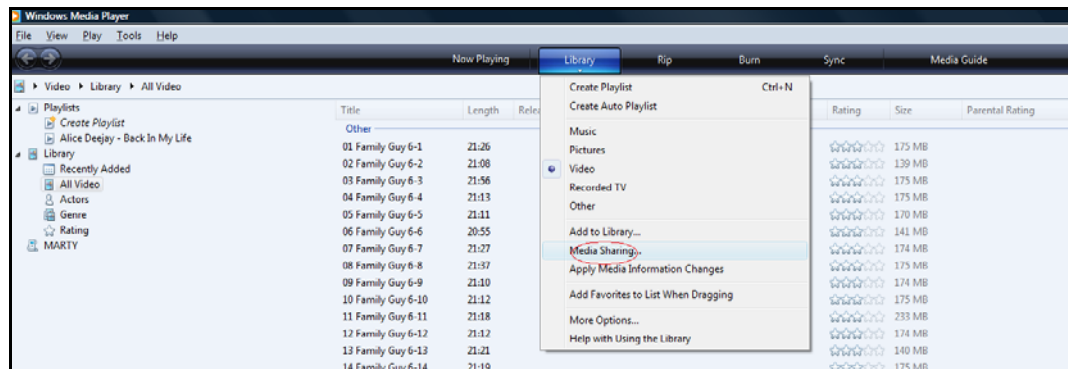 Windows Media Player
File View Play Tools Help
Now Playing Library Rip Burn Sync Media Guide
Video Library All Video
Playlists
Create Playlist
Alice Deejay - Back In My Life
Library
Recently Added
All Video
Actors
Genre
Rating
MARTY
Create Playlist Ctrl+N
Create Auto Playlist
Music
Pictures
Video
Recorded TV
Other
Add to Library...
Media Sharing...
Apply Media Information Changes
Add Favorites to List When Dragging
More Options...
Help with Using the Library
Title Length Rating Size Parental Rating
Other
01 Family Guy 6-1 21:26 175 MB
02 Family Guy 6-2 21:08 139 MB
03 Family Guy 6-3 21:56 175 MB
04 Family Guy 6-4 21:13 175 MB
05 Family Guy 6-5 21:11 170 MB
06 Family Guy 6-6 20:55 141 MB
07 Family Guy 6-7 21:27 174 MB
08 Family Guy 6-8 21:37 175 MB
09 Family Guy 6-9 21:10 174 MB
10 Family Guy 6-10 21:12 175 MB
11 Family Guy 6-11 21:18 233 MB
12 Family Guy 6-12 21:12 174 MB
13 Family Guy 6-13 21:21 140 MB
14 Family Guy 6-14 21:19 175 MB